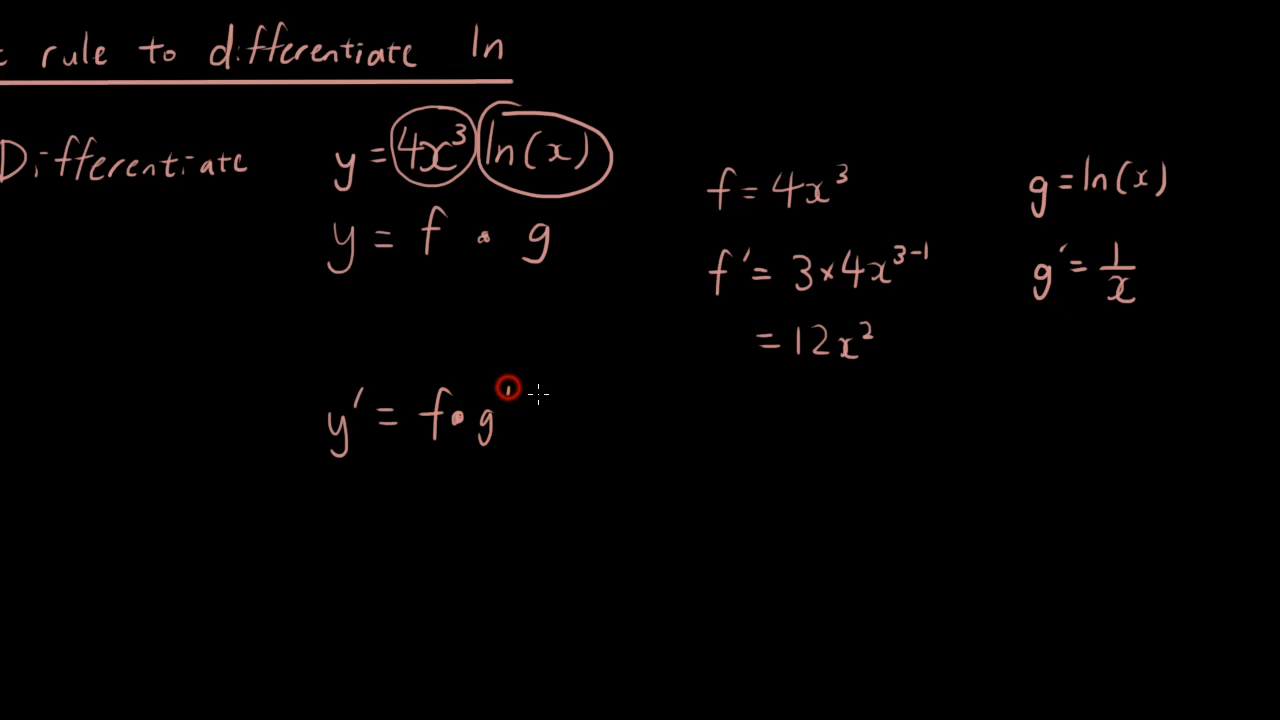 rule to differentiate ln
Differentiate y = 4x³ ln(x)
y = f · g
f = 4x³
f' = 3×4x³⁻¹
= 12x²
g = ln(x)
g' = 1/x
y' = f · g'